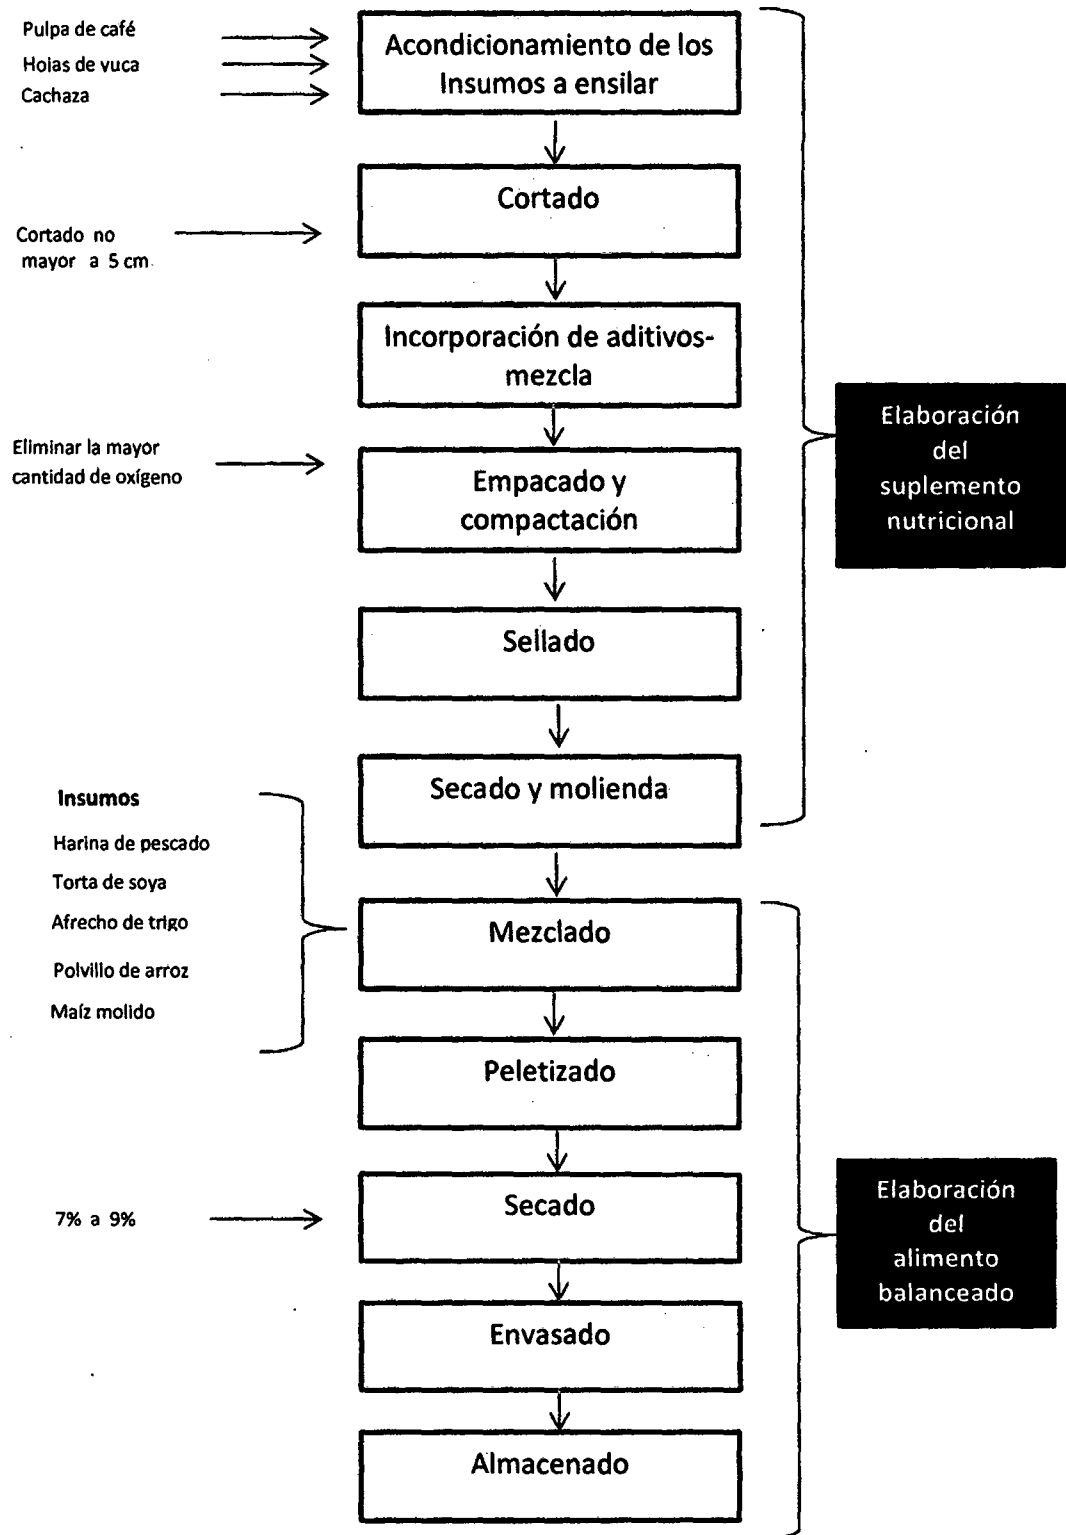 Pulpa de café
Hoias de vuca
Cachaza
Acondicionamiento de los
Insumos a ensilar
Cortado
Cortado no
mayor a 5 cm
Incorporación de aditivos-
mezcla
Eliminar la mayor
cantidad de oxígeno
Empacado y
compactación
Elaboración
del
suplemento
nutricional
Sellado
Secado y molienda
Insumos
Harina de pescado
Torta de soya
Afrecho de trigo
Polvillo de arroz
Maíz molido
Mezclado
Peletizado
7% a 9%
Secado
Elaboración
del
alimento
balanceado
Envasado
Almacenado